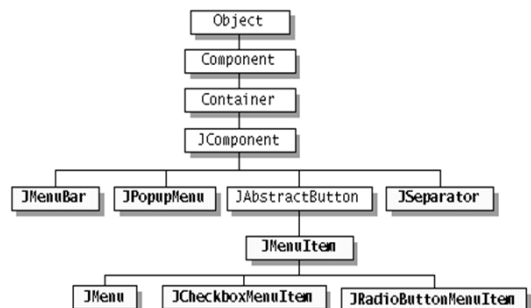 Object
Component
Container
JComponent
JMenuBar JPopupMenu JAbstractButton JSeparator
JMenuItem
JMenu JCheckboxMenuItem JRadioButtonMenuItem